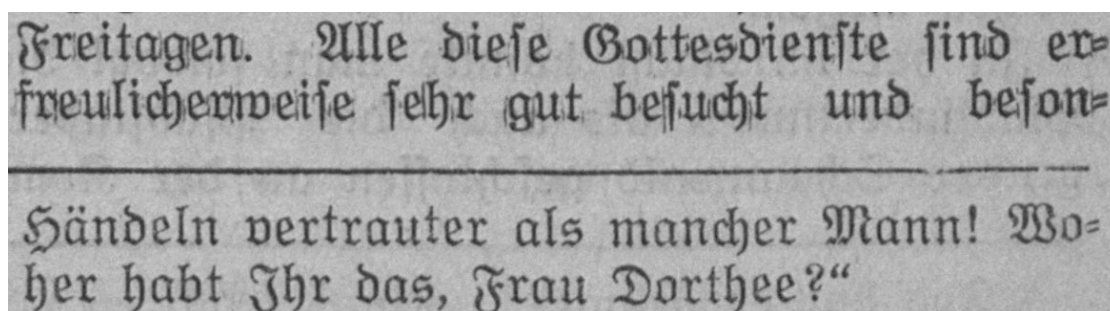 Freitagen. Alle dieſe Gottesdienſte ſind er⸗
freulicherweiſe ſehr gut beſucht und beſon⸗
Händeln vertrauter als mancher Mann! Wo⸗
her habt Ihr das, Frau Dorthee?“